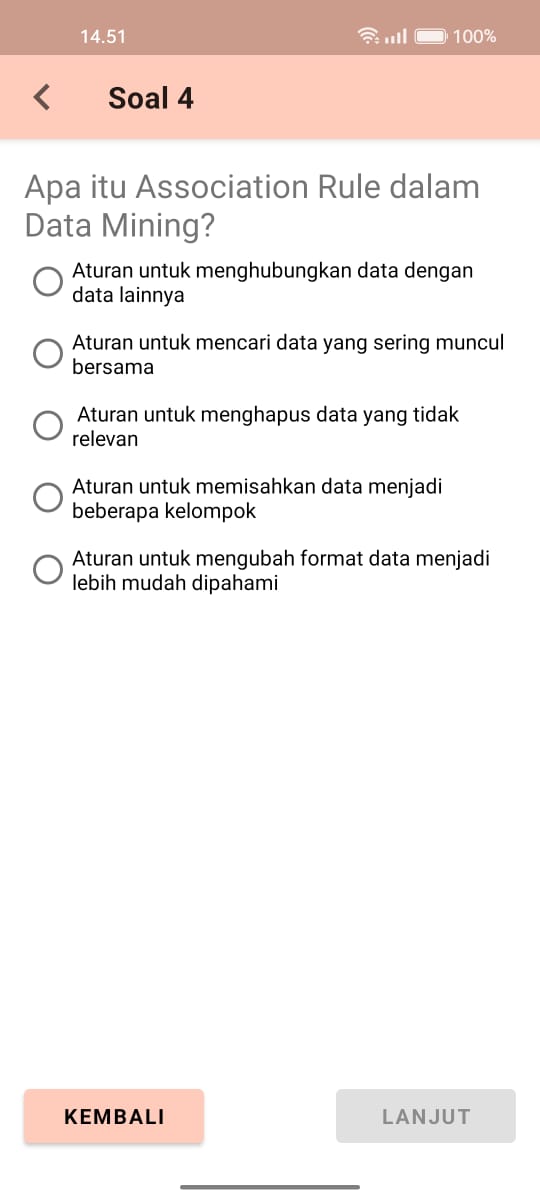 14.51
100%
Soal 4
Apa itu Association Rule dalam
Data Mining?
Aturan untuk menghubungkan data dengan
data lainnya
Aturan untuk mencari data yang sering muncul
bersama
Aturan untuk menghapus data yang tidak
relevan
Aturan untuk memisahkan data menjadi
beberapa kelompok
Aturan untuk mengubah format data menjadi
lebih mudah dipahami
KEMBALI
LANJUT